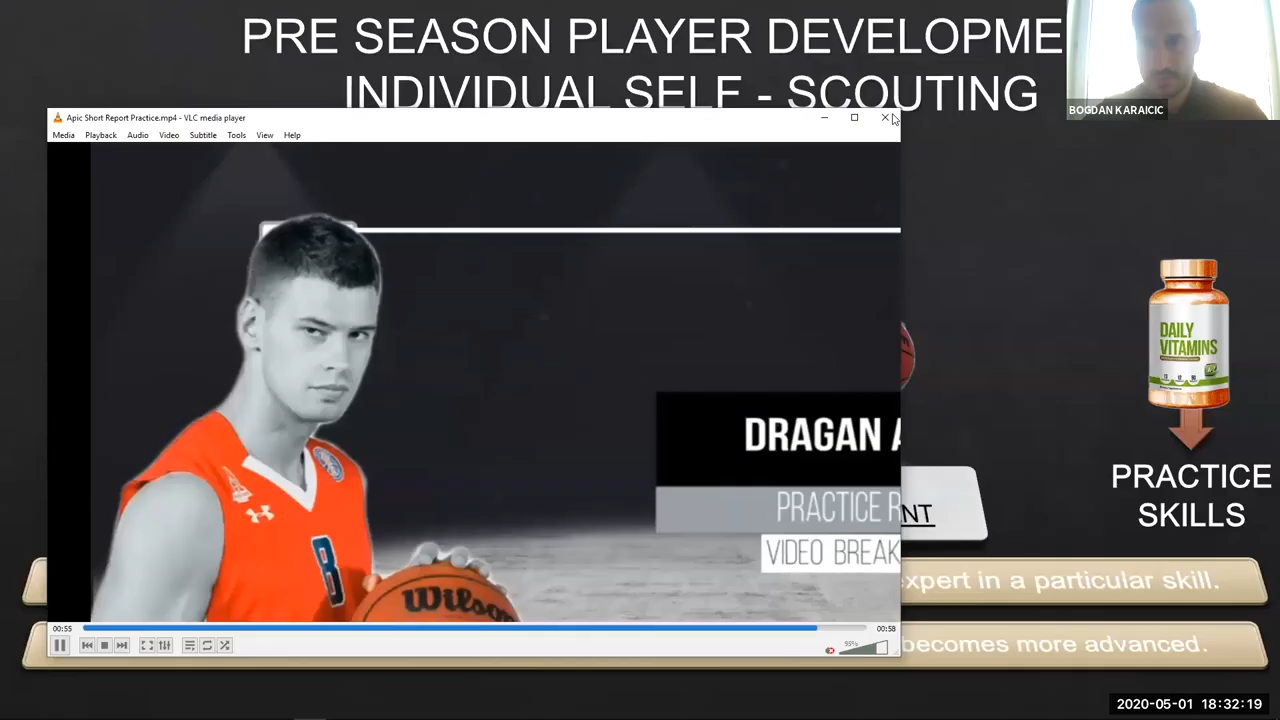 PRE SEASON PLAYER DEVELOPME
INDIVIDUAL SELF - SCOUTING
BOGDAN KARAICIC
Apic Short Report Practice.mp4 - VLC media player
Media Playback Audio Video Subtitle Tools View Help
DAILY
VITAMINS
DRAGAN A
PRACTICE R
VIDEO BREAK
B
Wilson
NT
PRACTICE
SKILLS
expert in a particular skill.
becomes more advanced.
00:55
00:58
93%
2020-05-01 18:32:19